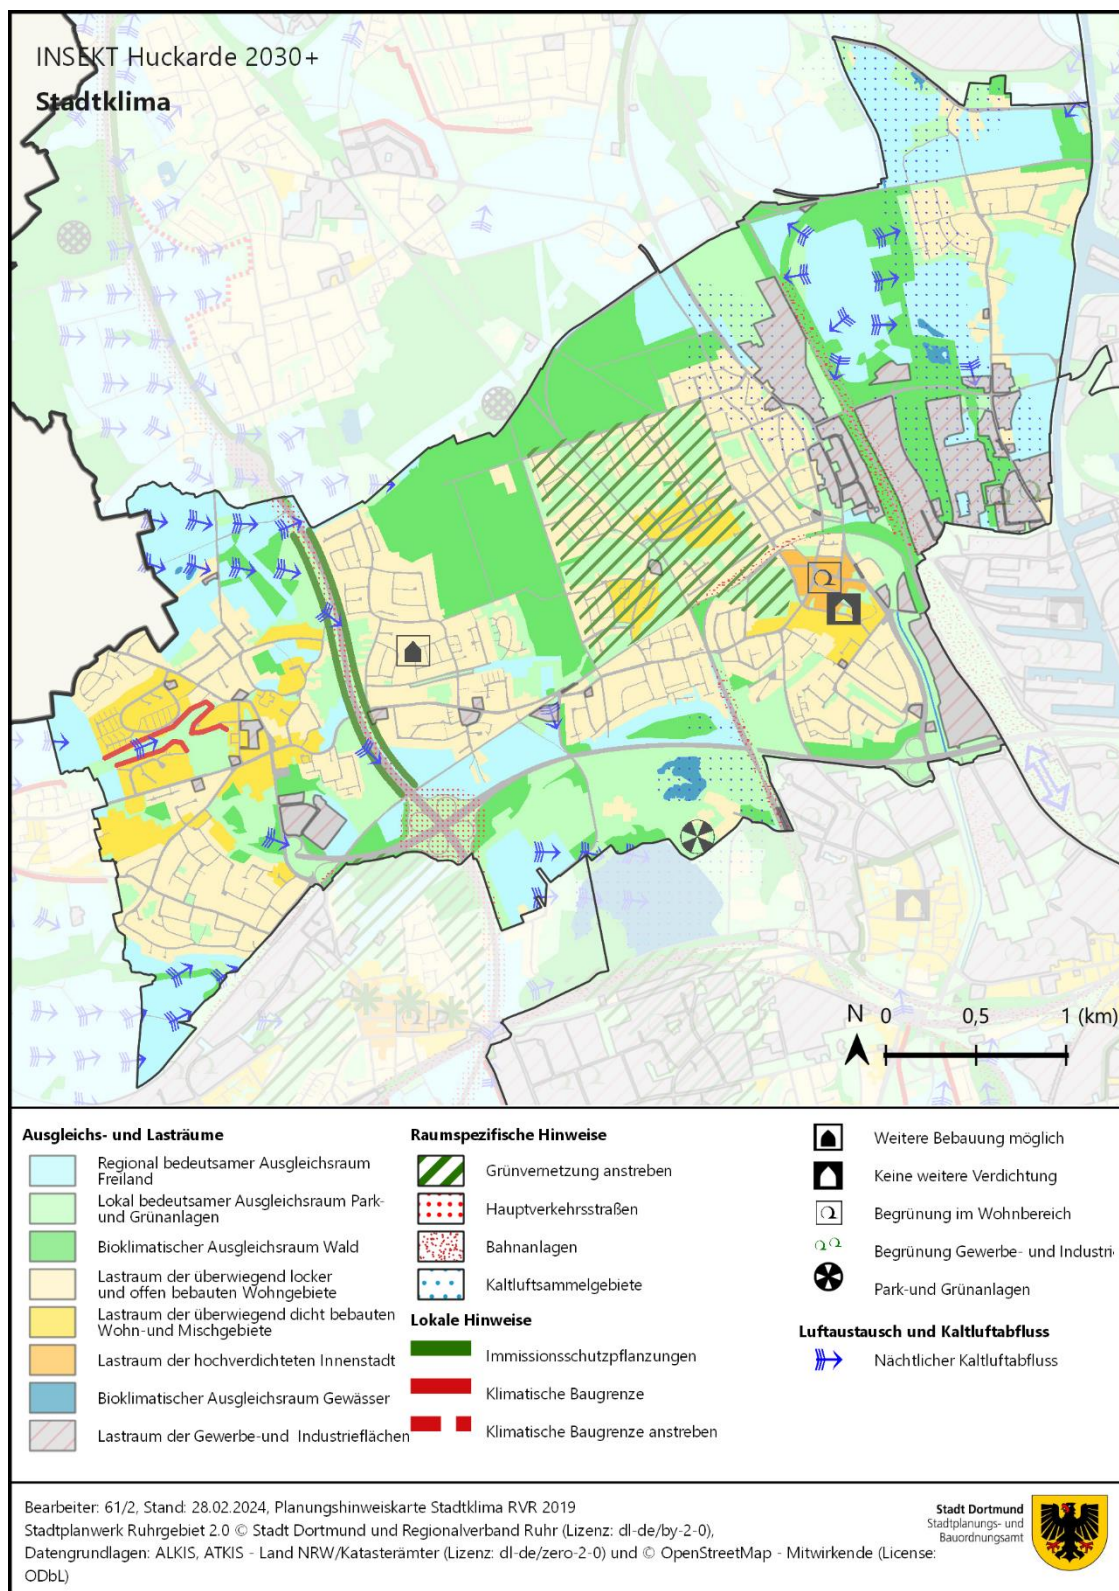 INSEKT Huckarde 2030+
Stadtklima
N 0 0,5 1 (km)
Ausgleichs- und Lasträume
Regional bedeutsamer Ausgleichsraum
Freiland
Lokal bedeutsamer Ausgleichsraum Park-
und Grünanlagen
Bioklimatischer Ausgleichsraum Wald
Lastraum der überwiegend locker
und offen bebauten Wohngebiete
Lastraum der überwiegend dicht bebauten
Wohn-und Mischgebiete
Lastraum der hochverdichteten Innenstadt
Bioklimatischer Ausgleichsraum Gewässer
Lastraum der Gewerbe-und Industrieflächen
Raumspezifische Hinweise
Grünvernetzung anstreben
Hauptverkehrsstraßen
Bahnanlagen
Kaltluftsammelgebiete
Lokale Hinweise
Immissionsschutzpflanzungen
Klimatische Baugrenze
Klimatische Baugrenze anstreben
Weitere Bebauung möglich
Keine weitere Verdichtung
Begrünung im Wohnbereich
Begrünung Gewerbe- und Industri
Park-und Grünanlagen
Luftaustausch und Kaltluftabfluss
Nächtlicher Kaltluftabfluss
Bearbeiter: 61/2, Stand: 28.02.2024, Planungshinweiskarte Stadtklima RVR 2019
Stadtplanwerk Ruhrgebiet 2.0 © Stadt Dortmund und Regionalverband Ruhr (Lizenz: dl-de/by-2-0),
Datengrundlagen: ALKIS, ATKIS - Land NRW/Katasterämter (Lizenz: dl-de/zero-2-0) und © OpenStreetMap - Mitwirkende (License:
ODbL)
Stadt Dortmund
Stadtplanungs- und
Bauordnungsamt